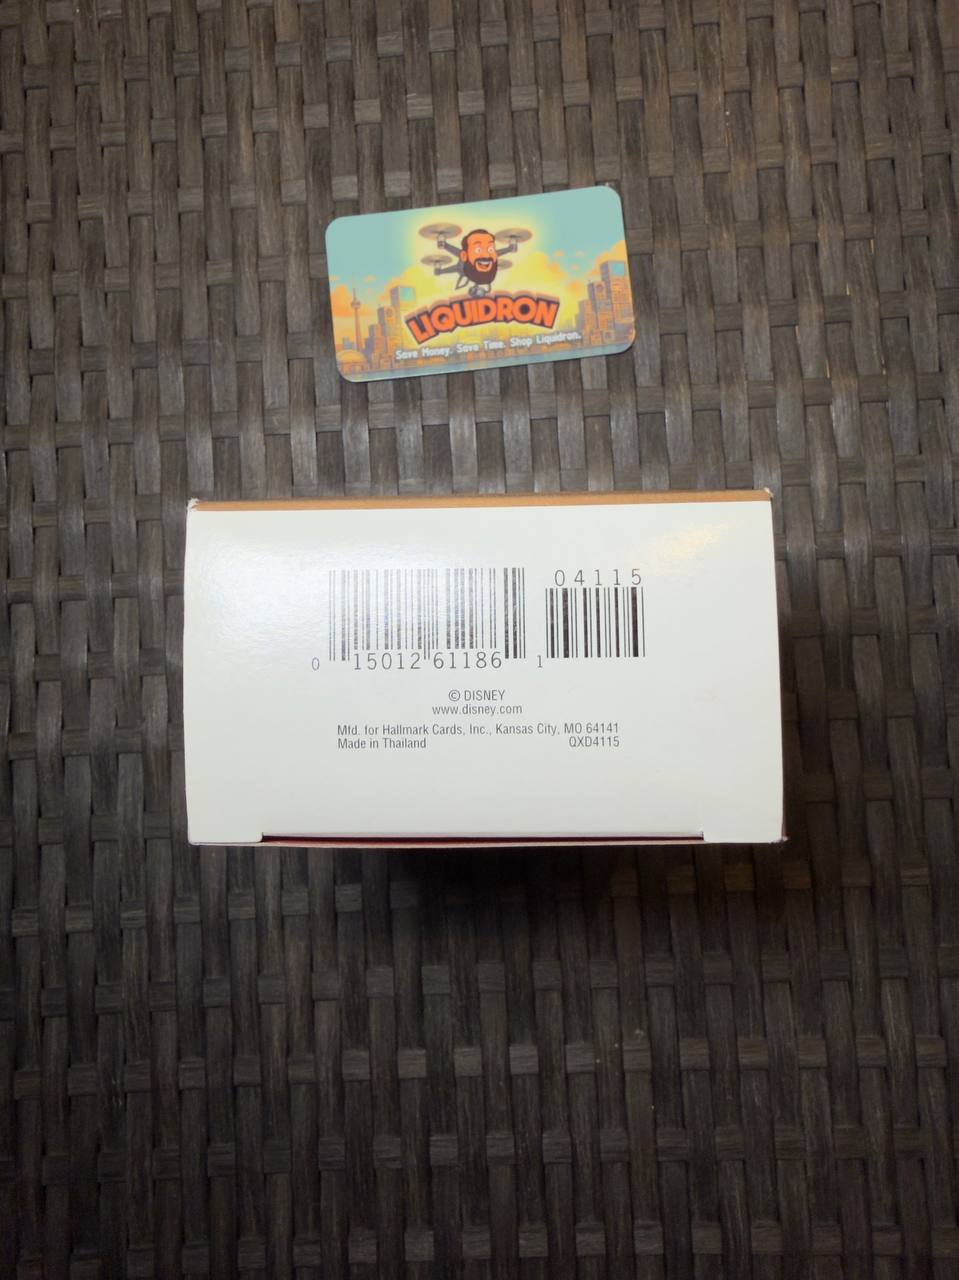 LIQUIDRON
Save Money. Save Time. Shop Liquidron.
04115
0 15012 61186 1
© DISNEY
www.disney.com
Mfd. for Hallmark Cards, Inc., Kansas City, MO 64141
Made in Thailand QXD4115